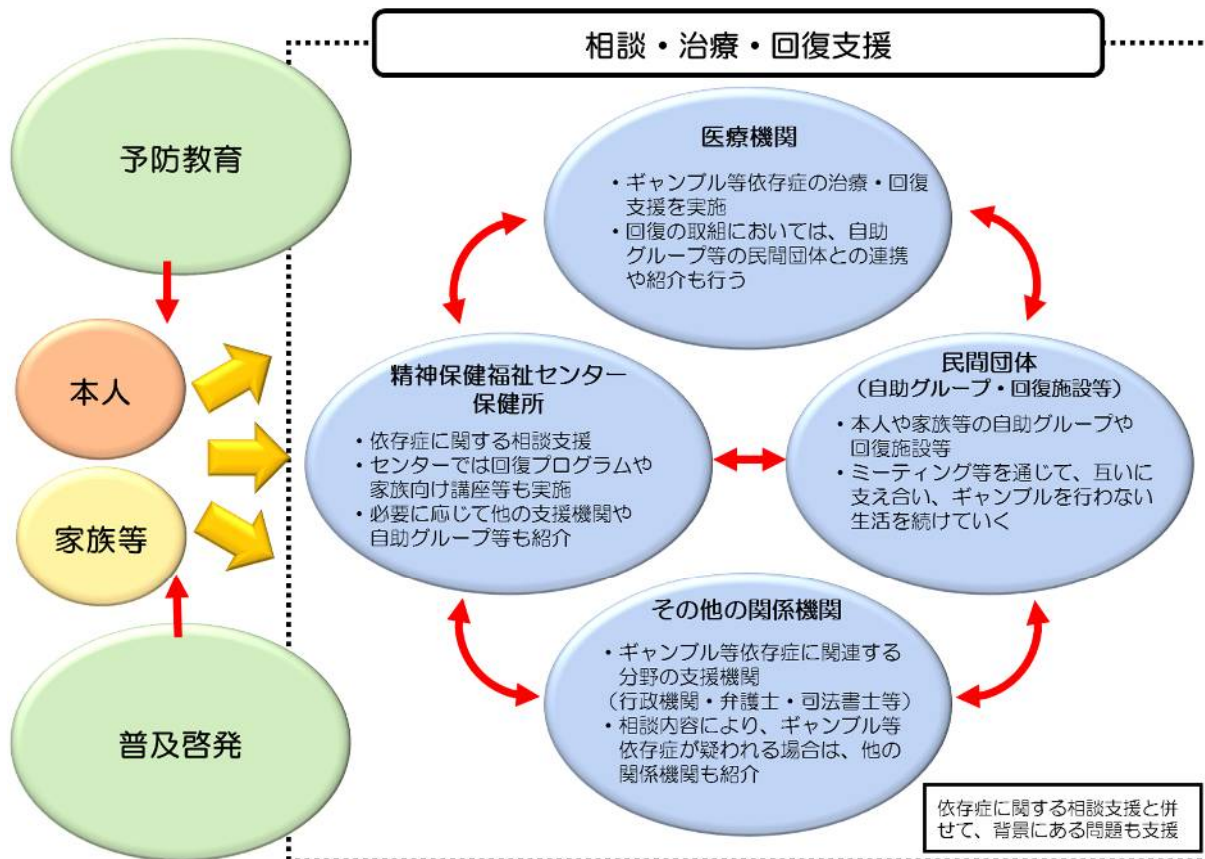 相談・治療・回復支援
予防教育
本人
家族等
普及啓発
医療機関
・ギャンブル等依存症の治療・回復
支援を実施
・回復の取組においては、自助
グループ等の民間団体との連携
や紹介も行う
精神保健福祉センター
保健所
・依存症に関する相談支援
・センターでは回復プログラムや
家族向け講座等も実施
・必要に応じて他の支援機関や
自助グループ等も紹介
民間団体
（自助グループ・回復施設等）
・本人や家族等の自助グループや
回復施設等
・ミーティング等を通じて、互いに
支え合い、ギャンブルを行わない
生活を続けていく
その他の関係機関
・ギャンブル等依存症に関連する
分野の支援機関
（行政機関・弁護士・司法書士等）
・相談内容により、ギャンブル等
依存症が疑われる場合は、他の
関係機関も紹介
依存症に関する相談支援と併
せて、背景にある問題も支援